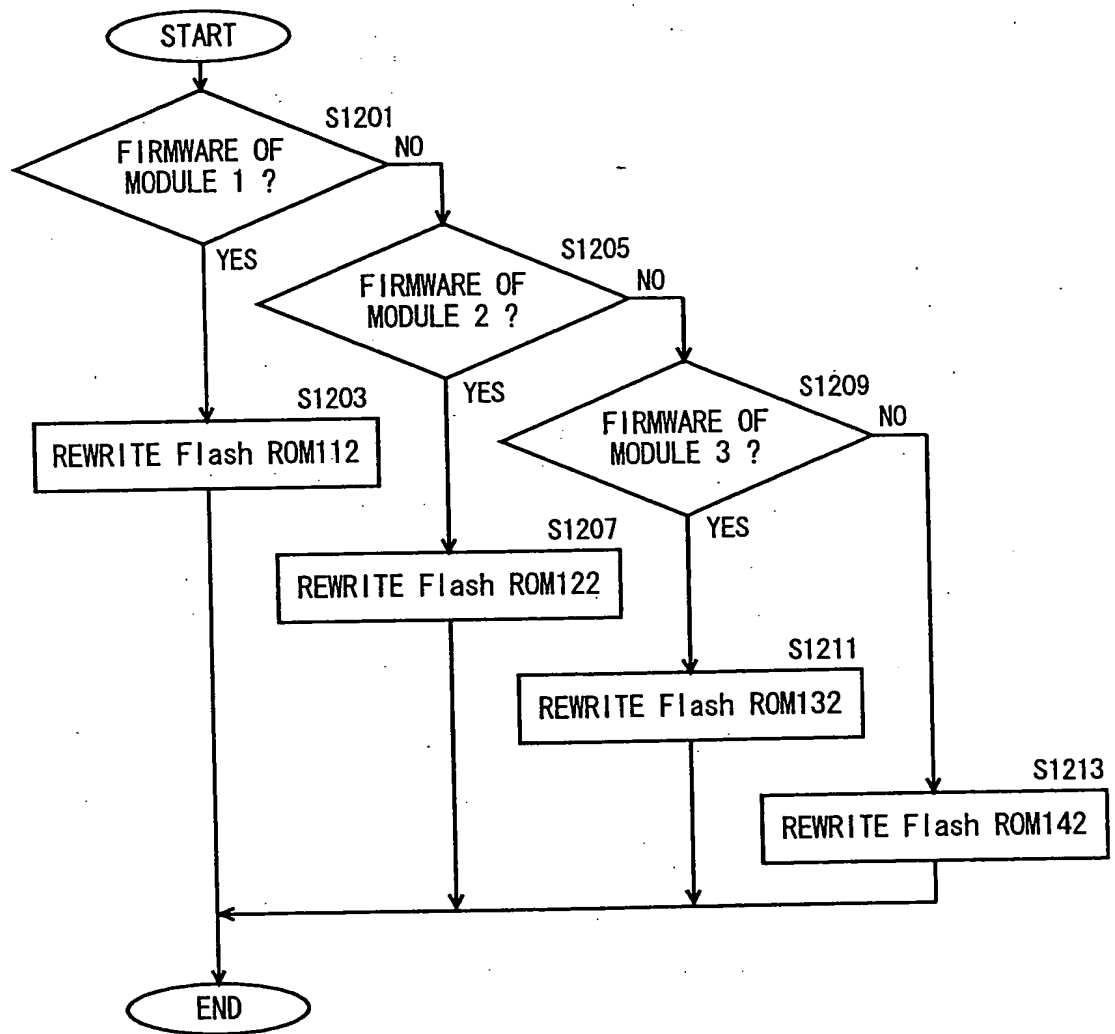 START
S1201
FIRMWARE OF
MODULE 1 ?
NO
YES
S1205
FIRMWARE OF
MODULE 2 ?
NO
YES
S1203
REWRITE Flash ROM112
S1209
FIRMWARE OF
MODULE 3 ?
NO
YES
S1207
REWRITE Flash ROM122
S1211
REWRITE Flash ROM132
S1213
REWRITE Flash ROM142
END